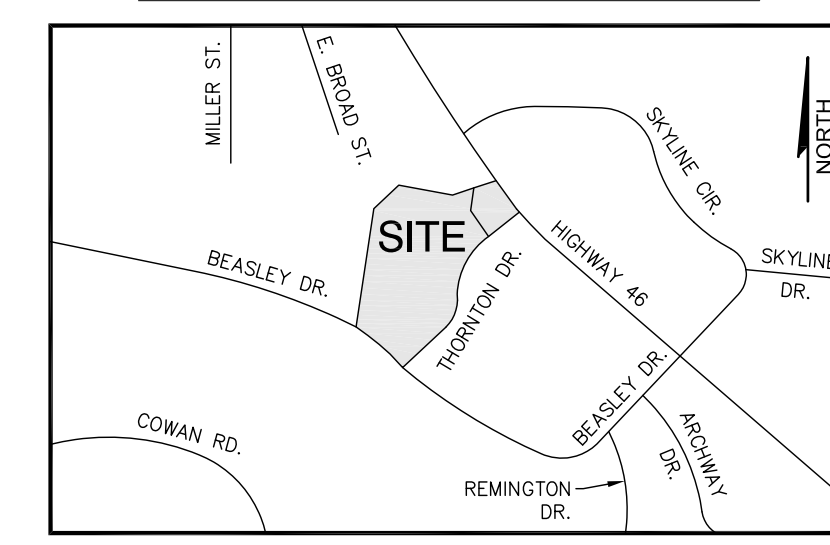 MILLER ST.
E. BROAD ST.
SKYLINE CIR.
NORTH
SITE
HIGHWAY 46
SKYLINE
DR.
BEASLEY DR.
THORNTON DR.
BEASLEY DR.
COWAN RD.
ARCHWAY
DR.
REMINGTON
DR.